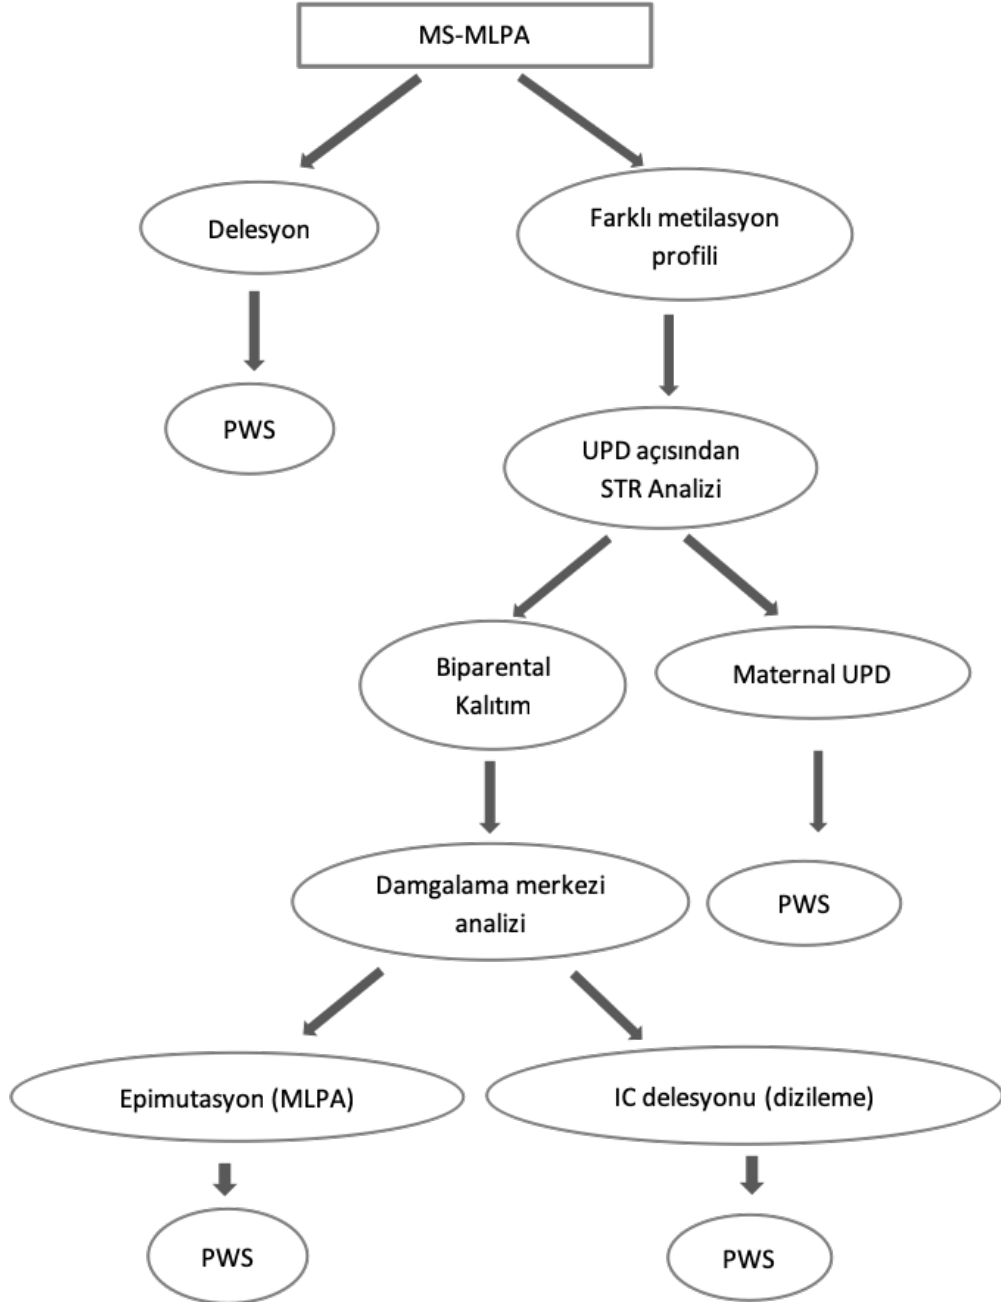 MS-MLPA
Delesyon
Farklı metilasyon
profili
PWS
UPD açısından
STR Analizi
Biparental
Kalıtım
Maternal UPD
Damgalama merkezi
analizi
PWS
Epimutasyon (MLPA)
IC delesyonu (dizileme)
PWS
PWS